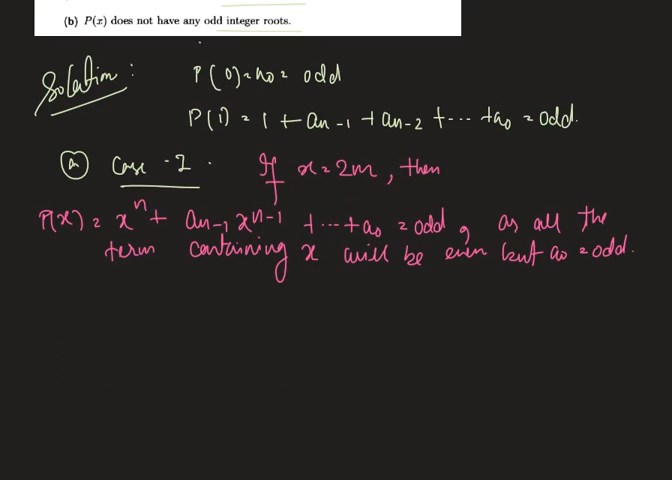 (b) P(x) does not have any odd integer roots.
Solution: P(0) = a₀ = odd
P(1) = 1 + aₙ₋₁ + aₙ₋₂ + ... + a₀ = odd.
(a) Case - I . If x = 2m, then
P(x) = xⁿ + aₙ₋₁ xⁿ⁻¹ + ... + a₀ = odd, as all the
term containing x will be even but a₀ = odd.